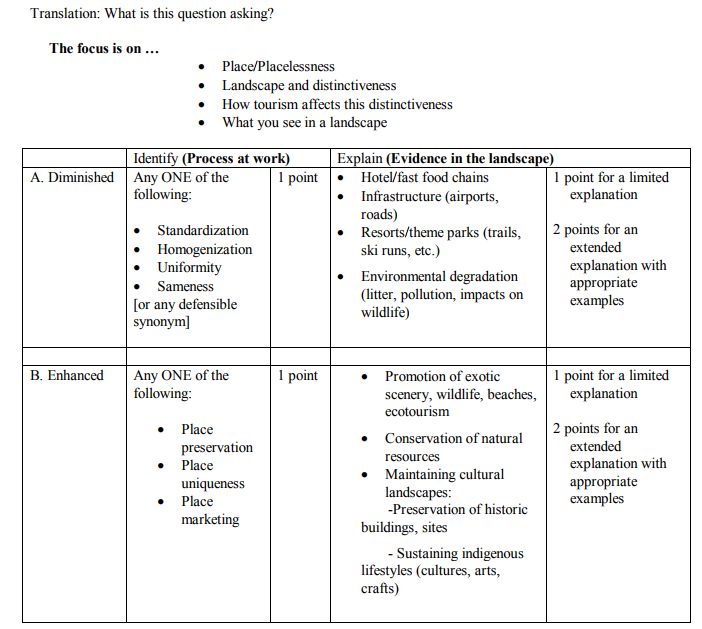 Translation: What is this question asking?
The focus is on …
• Place/Placelessness
• Landscape and distinctiveness
• How tourism affects this distinctiveness
• What you see in a landscape
Identify (Process at work)
Explain (Evidence in the landscape)
A. Diminished
Any ONE of the
following:
• Standardization
• Homogenization
• Uniformity
• Sameness
[or any defensible
synonym]
1 point
• Hotel/fast food chains
• Infrastructure (airports,
roads)
• Resorts/theme parks (trails,
ski runs, etc.)
• Environmental degradation
(litter, pollution, impacts on
wildlife)
1 point for a limited
explanation
2 points for an
extended
explanation with
appropriate
examples
B. Enhanced
Any ONE of the
following:
• Place
preservation
• Place
uniqueness
• Place
marketing
1 point
• Promotion of exotic
scenery, wildlife, beaches,
ecotourism
• Conservation of natural
resources
• Maintaining cultural
landscapes:
-Preservation of historic
buildings, sites
- Sustaining indigenous
lifestyles (cultures, arts,
crafts)
1 point for a limited
explanation
2 points for an
extended
explanation with
appropriate
examples